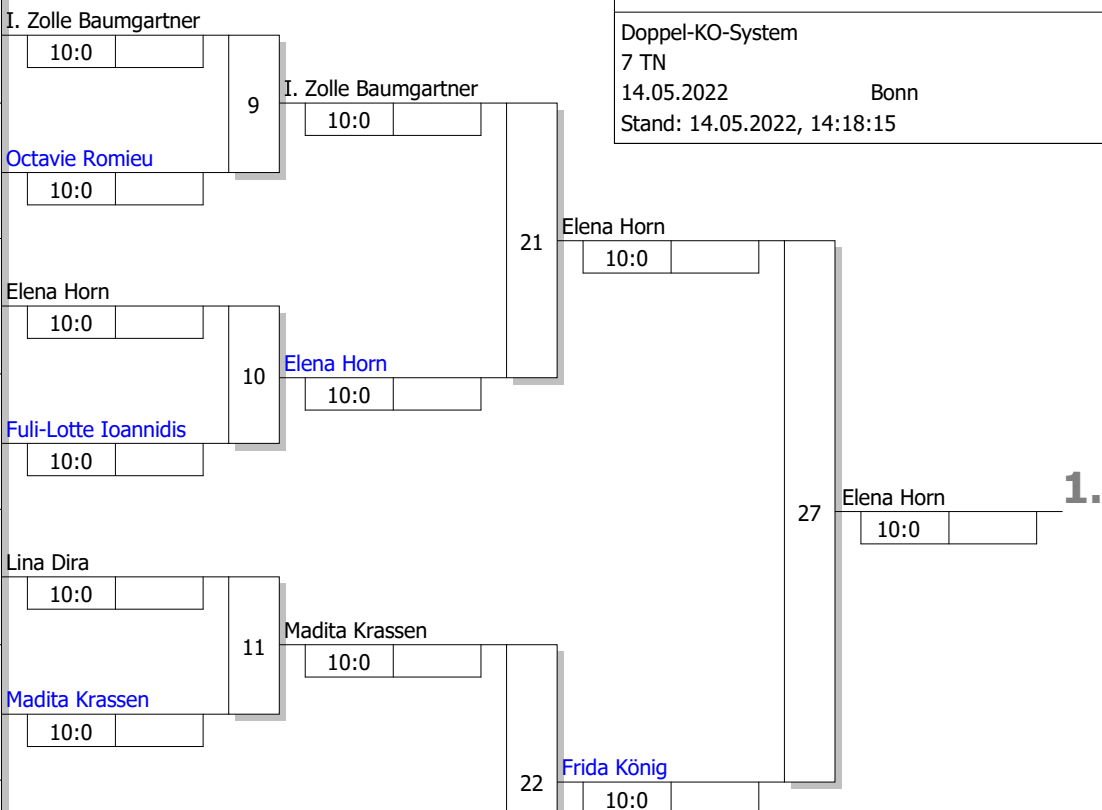 I. Zolle Baumgartner
10:0
9
Octavie Romieu
10:0
I. Zolle Baumgartner
10:0
Doppel-KO-System
7 TN
14.05.2022 Bonn
Stand: 14.05.2022, 14:18:15
21
Elena Horn
10:0
Elena Horn
10:0
10
Elena Horn
10:0
Fuli-Lotte Ioannidis
10:0
27
Elena Horn
10:0
1.
Lina Dira
10:0
11
Madita Krassen
10:0
Madita Krassen
10:0
22
Frida König
10:0